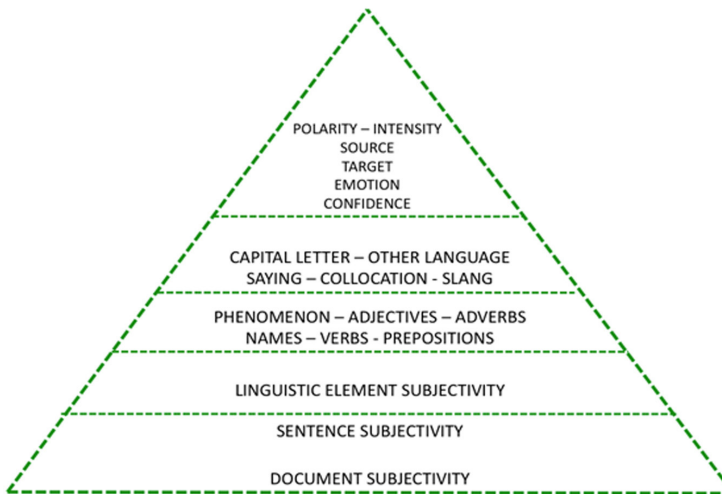 POLARITY – INTENSITY
SOURCE
TARGET
EMOTION
CONFIDENCE
CAPITAL LETTER – OTHER LANGUAGE
SAYING – COLLOCATION - SLANG
PHENOMENON – ADJECTIVES – ADVERBS
NAMES – VERBS - PREPOSITIONS
LINGUISTIC ELEMENT SUBJECTIVITY
SENTENCE SUBJECTIVITY
DOCUMENT SUBJECTIVITY